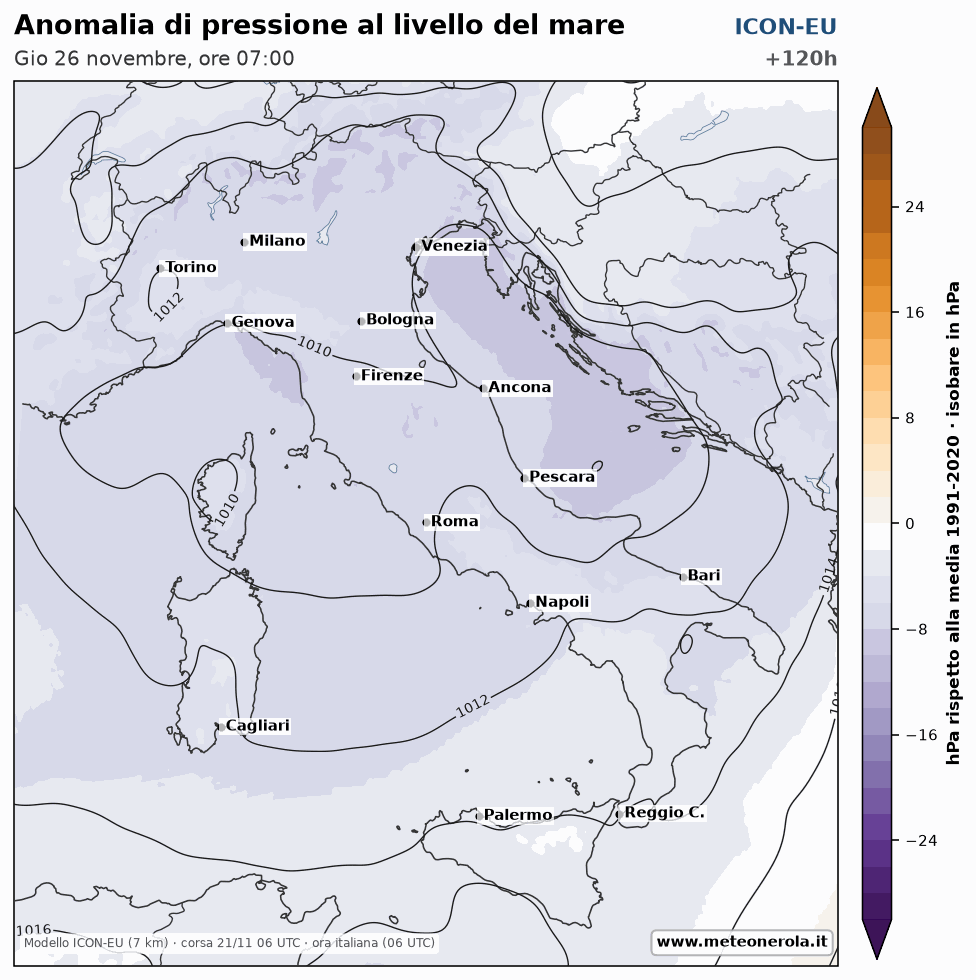 Anomalia di pressione al livello del mare
ICON-EU
Gio 26 novembre, ore 07:00
+120h
Milano
Venezia
Torino
1012
Genova
Bologna
1010
Firenze
Ancona
Pescara
1010
Roma
Bari
1014
Napoli
1012
Cagliari
Palermo
Reggio C.
1016
Modello ICON-EU (7 km) · corsa 21/11 06 UTC · ora italiana (06 UTC)
www.meteonerola.it
24
16
8
0
−8
−16
−24
hPa rispetto alla media 1991-2020 · isobare in hPa